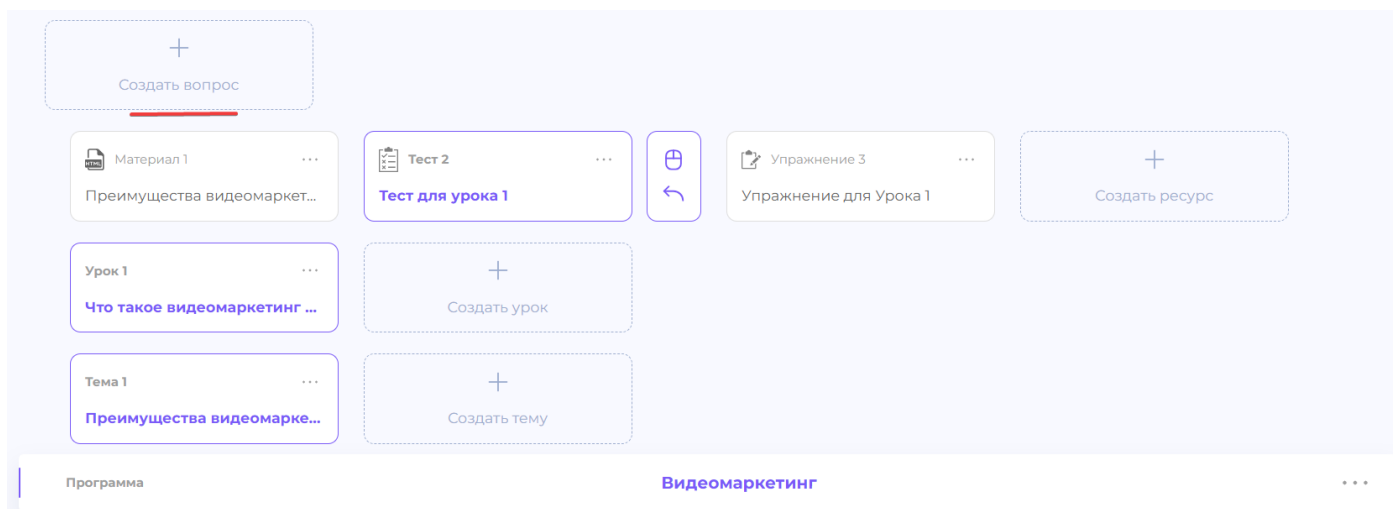 Создать вопрос
Материал 1
Преимущества видеомаркет...
Тест 2
Тест для урока 1
Упражнение 3
Упражнение для Урока 1
Создать ресурс
Урок 1
Что такое видеомаркетинг ...
Создать урок
Тема 1
Преимущества видеомарке...
Создать тему
Программа
Видеомаркетинг